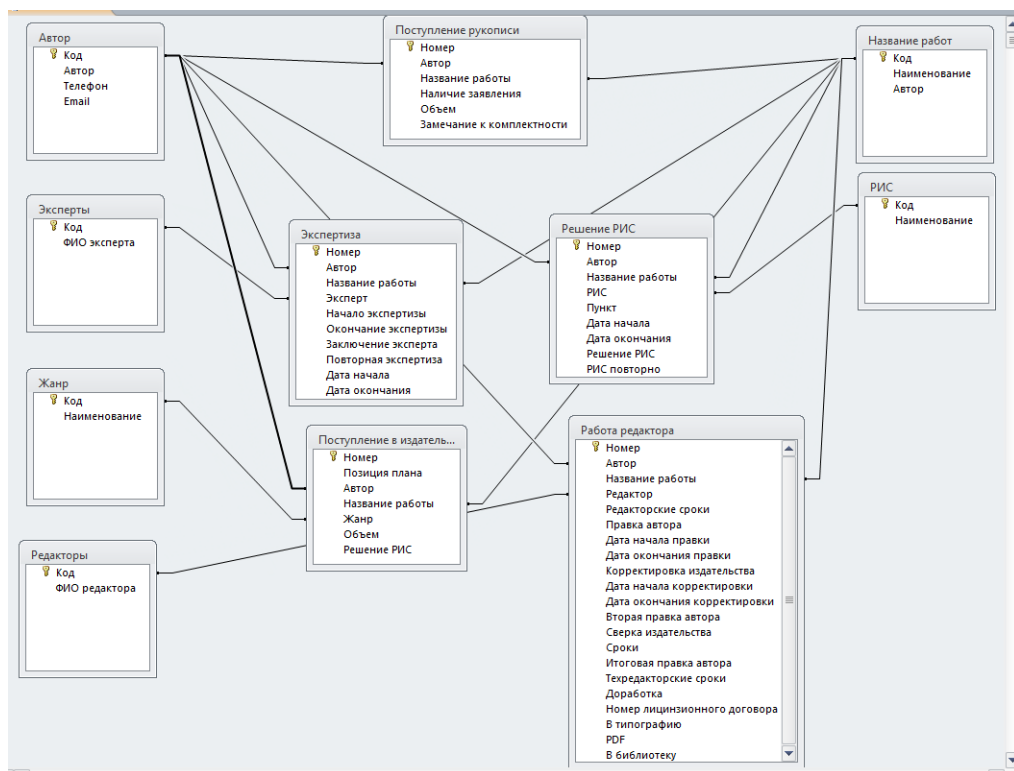 Автор
Код
Автор
Телефон
Email
Поступление рукописи
Номер
Автор
Название работы
Наличие заявления
Объем
Замечание к комплектности
Название работ
Код
Наименование
Автор
Эксперты
Код
ФИО эксперта
Экспертиза
Номер
Автор
Название работы
Эксперт
Начало экспертизы
Окончание экспертизы
Заключение эксперта
Повторная экспертиза
Дата начала
Дата окончания
Решение РИС
Номер
Автор
Название работы
РИС
Пункт
Дата начала
Дата окончания
Решение РИС
РИС повторно
РИС
Код
Наименование
Жанр
Код
Наименование
Поступление в издатель...
Номер
Позиция плана
Автор
Название работы
Жанр
Объем
Решение РИС
Работа редактора
Номер
Автор
Название работы
Редактор
Редакторские сроки
Правка автора
Дата начала правки
Дата окончания правки
Корректировка издательства
Дата начала корректировки
Дата окончания корректировки
Вторая правка автора
Сверка издательства
Сроки
Итоговая правка автора
Техредакторские сроки
Доработка
Номер лицинзионного договора
В типографию
PDF
В библиотеку
Редакторы
Код
ФИО редактора